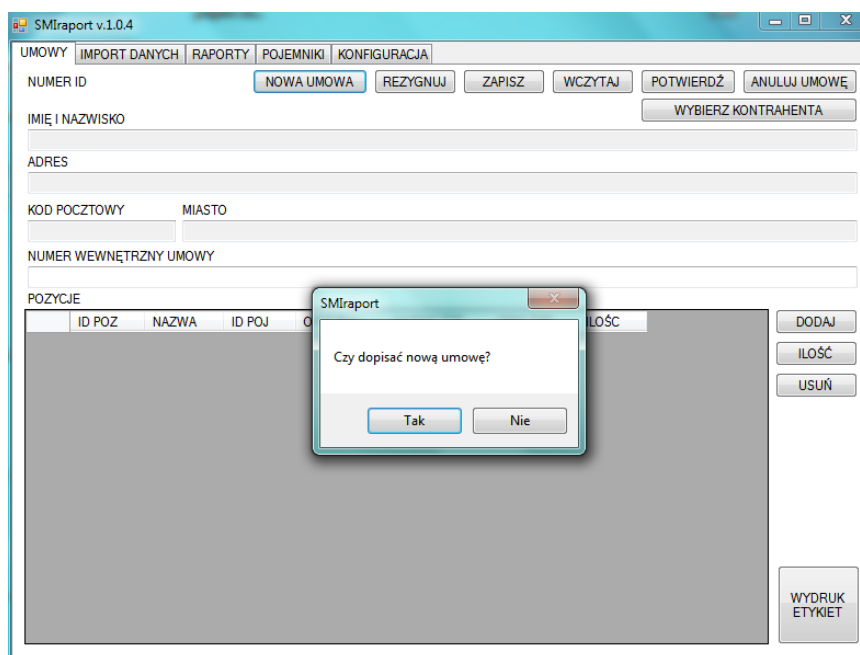 SMIraport v.1.0.4
UMOWY IMPORT DANYCH RAPORTY POJEMNIKI KONFIGURACJA
NUMER ID NOWA UMOWA REZYGNUJ ZAPISZ WCZYTAJ POTWIERDŹ ANULUJ UMOWĘ
WYBIERZ KONTRAHENTA
IMIĘ I NAZWISKO
ADRES
KOD POCZTOWY MIASTO
NUMER WEWNĘTRZNY UMOWY
POZYCJE
ID POZ NAZWA ID POJ
DODAJ
ILOŚĆ
USUŃ
SMIraport
Czy dopisać nową umowę?
Tak Nie
WYDRUK
ETYKIET